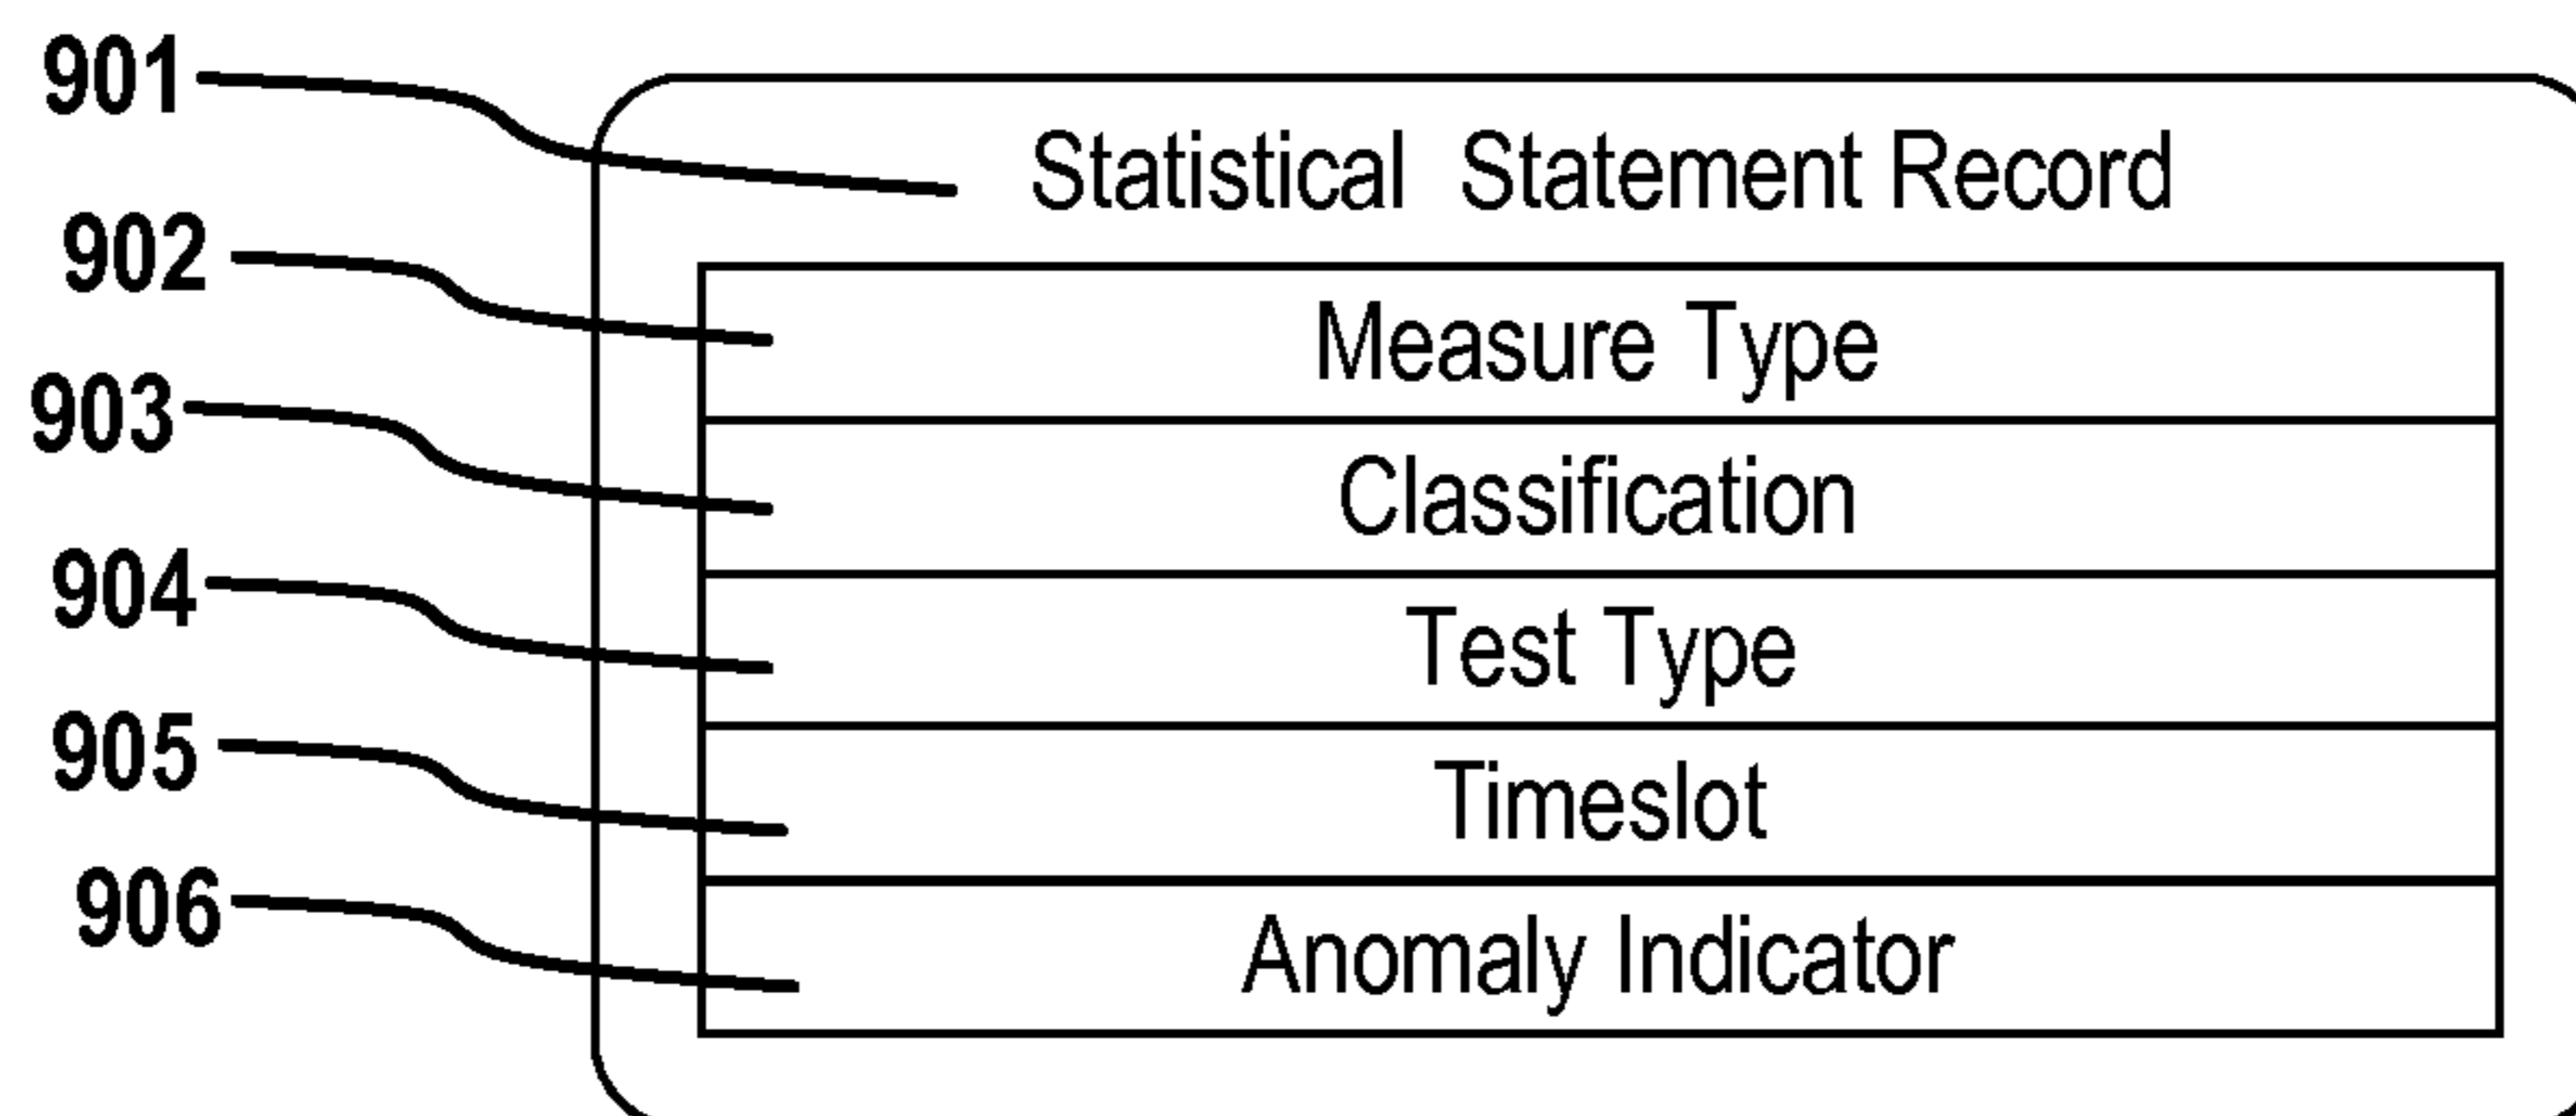 901
Statistical Statement Record
902
Measure Type
903
Classification
904
Test Type
905
Timeslot
906
Anomaly Indicator